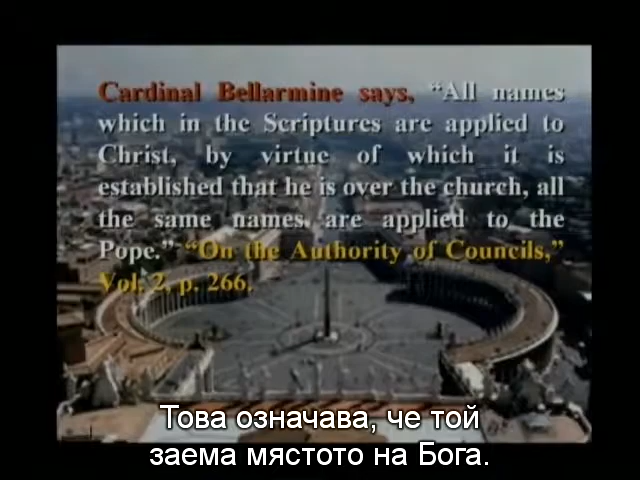 Cardinal Bellarmine says, “All names
which in the Scriptures are applied to
Christ, by virtue of which it is
established that he is over the church, all
the same names are applied to the
Pope.” “On the Authority of Councils,”
Vol. 2, p. 266.
Това означава, че той
заема мястото на Бога.